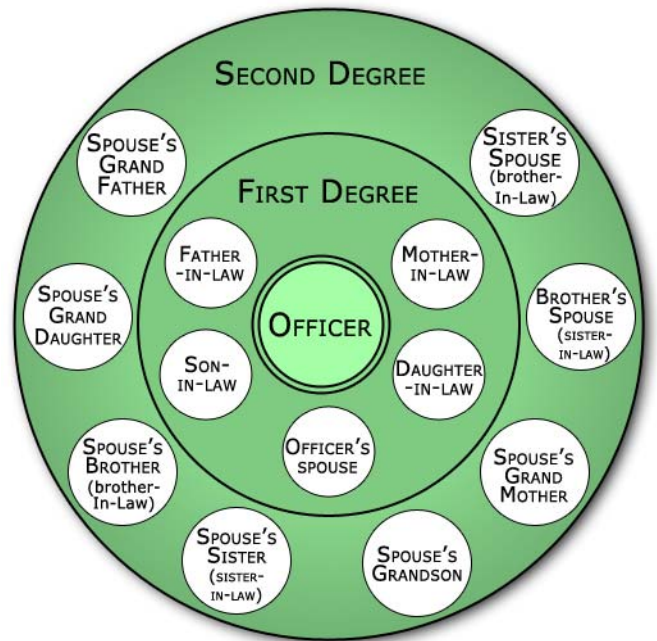 SECOND DEGREE
SPOUSE'S
GRAND
FATHER
SISTER'S
SPOUSE
(brother-
In-Law)
FIRST DEGREE
FATHER
-IN-LAW
MOTHER-
IN-LAW
SPOUSE'S
GRAND
DAUGHTER
OFFICER
BROTHER'S
SPOUSE
(SISTER-
IN-LAW)
SON-
IN-LAW
DAUGHTER
-IN-LAW
SPOUSE'S
BROTHER
(brother-
In-Law)
OFFICER'S
SPOUSE
SPOUSE'S
GRAND
MOTHER
SPOUSE'S
SISTER
(SISTER-
IN-LAW)
SPOUSE'S
GRANDSON